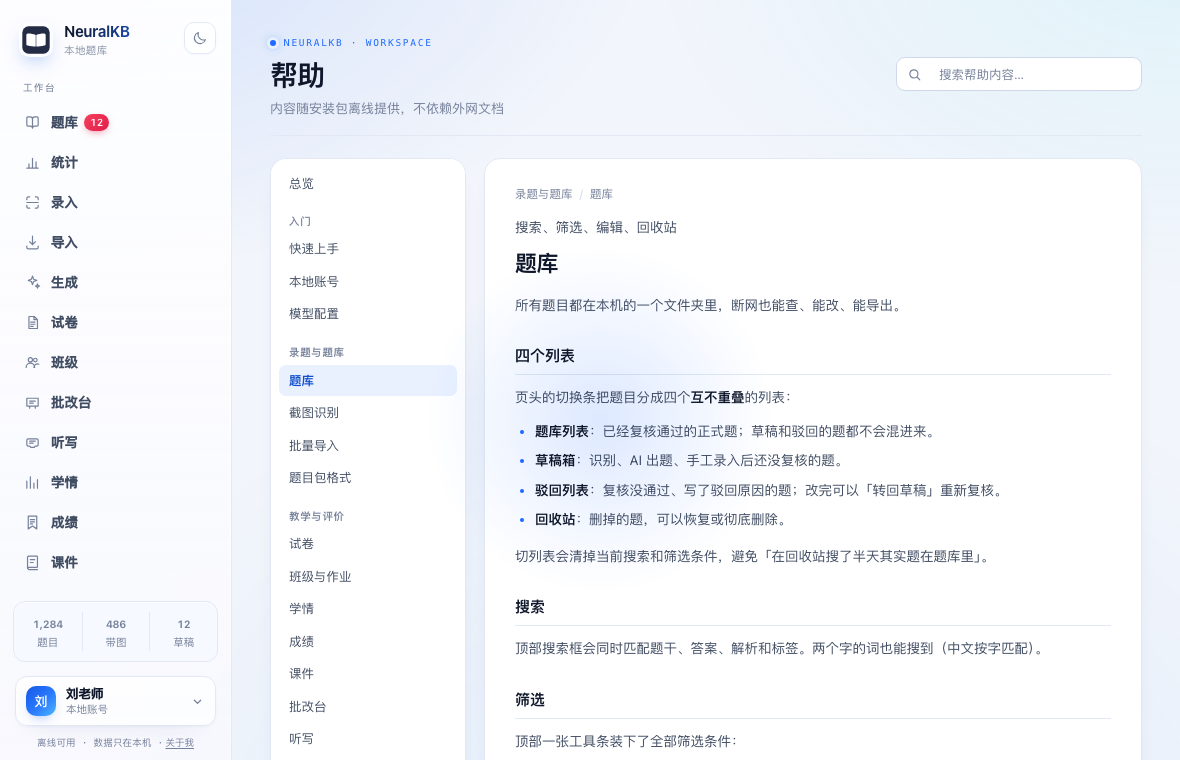 NeuralKB
本地题库
工作台
题库 12
统计
录入
导入
生成
试卷
班级
批改台
听写
学情
成绩
课件
1,284 486 12
题目 带图 草稿
刘 刘老师
本地账号
离线可用 · 数据只在本机 · 关于我
NEURALKB · WORKSPACE
帮助
内容随安装包离线提供，不依赖外网文档
搜索帮助内容...
总览
入门
快速上手
本地账号
模型配置
录题与题库
题库
截图识别
批量导入
题目包格式
教学与评价
试卷
班级与作业
学情
成绩
课件
批改台
听写
录题与题库 / 题库
搜索、筛选、编辑、回收站
题库
所有题目都在本机的一个文件夹里，断网也能查、能改、能导出。
四个列表
页头的切换条把题目分成四个互不重叠的列表：
题库列表：已经复核通过的正式题；草稿和驳回的题都不会混进来。
草稿箱：识别、AI 出题、手工录入后还没复核的题。
驳回列表：复核没通过、写了驳回原因的题；改完可以「转回草稿」重新复核。
回收站：删掉的题，可以恢复或彻底删除。
切列表会清掉当前搜索和筛选条件，避免「在回收站搜了半天其实题在题库里」。
搜索
顶部搜索框会同时匹配题干、答案、解析和标签。两个字的词也能搜到（中文按字匹配）。
筛选
顶部一张工具条装下了全部筛选条件：